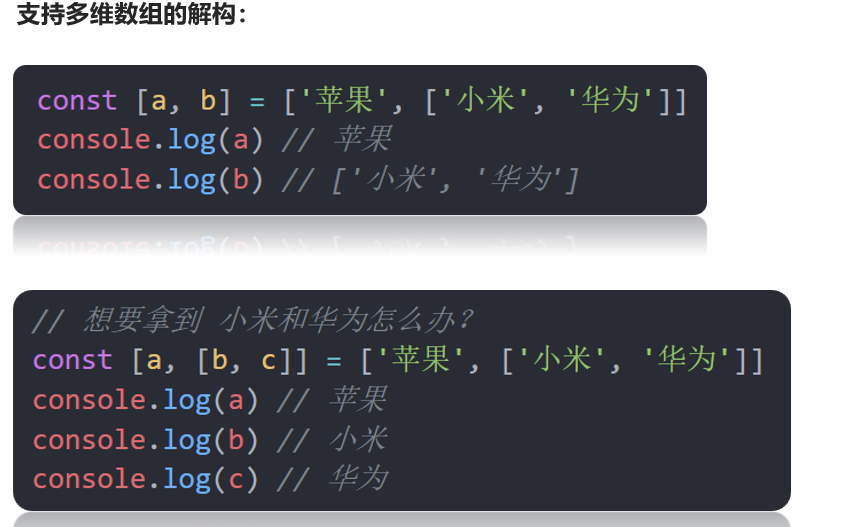 支持多维数组的解构：
const [a, b] = ['苹果', ['小米', '华为']]
console.log(a) // 苹果
console.log(b) // ['小米', '华为']
// 想要拿到 小米和华为怎么办?
const [a, [b, c]] = ['苹果', ['小米', '华为']]
console.log(a) // 苹果
console.log(b) // 小米
console.log(c) // 华为